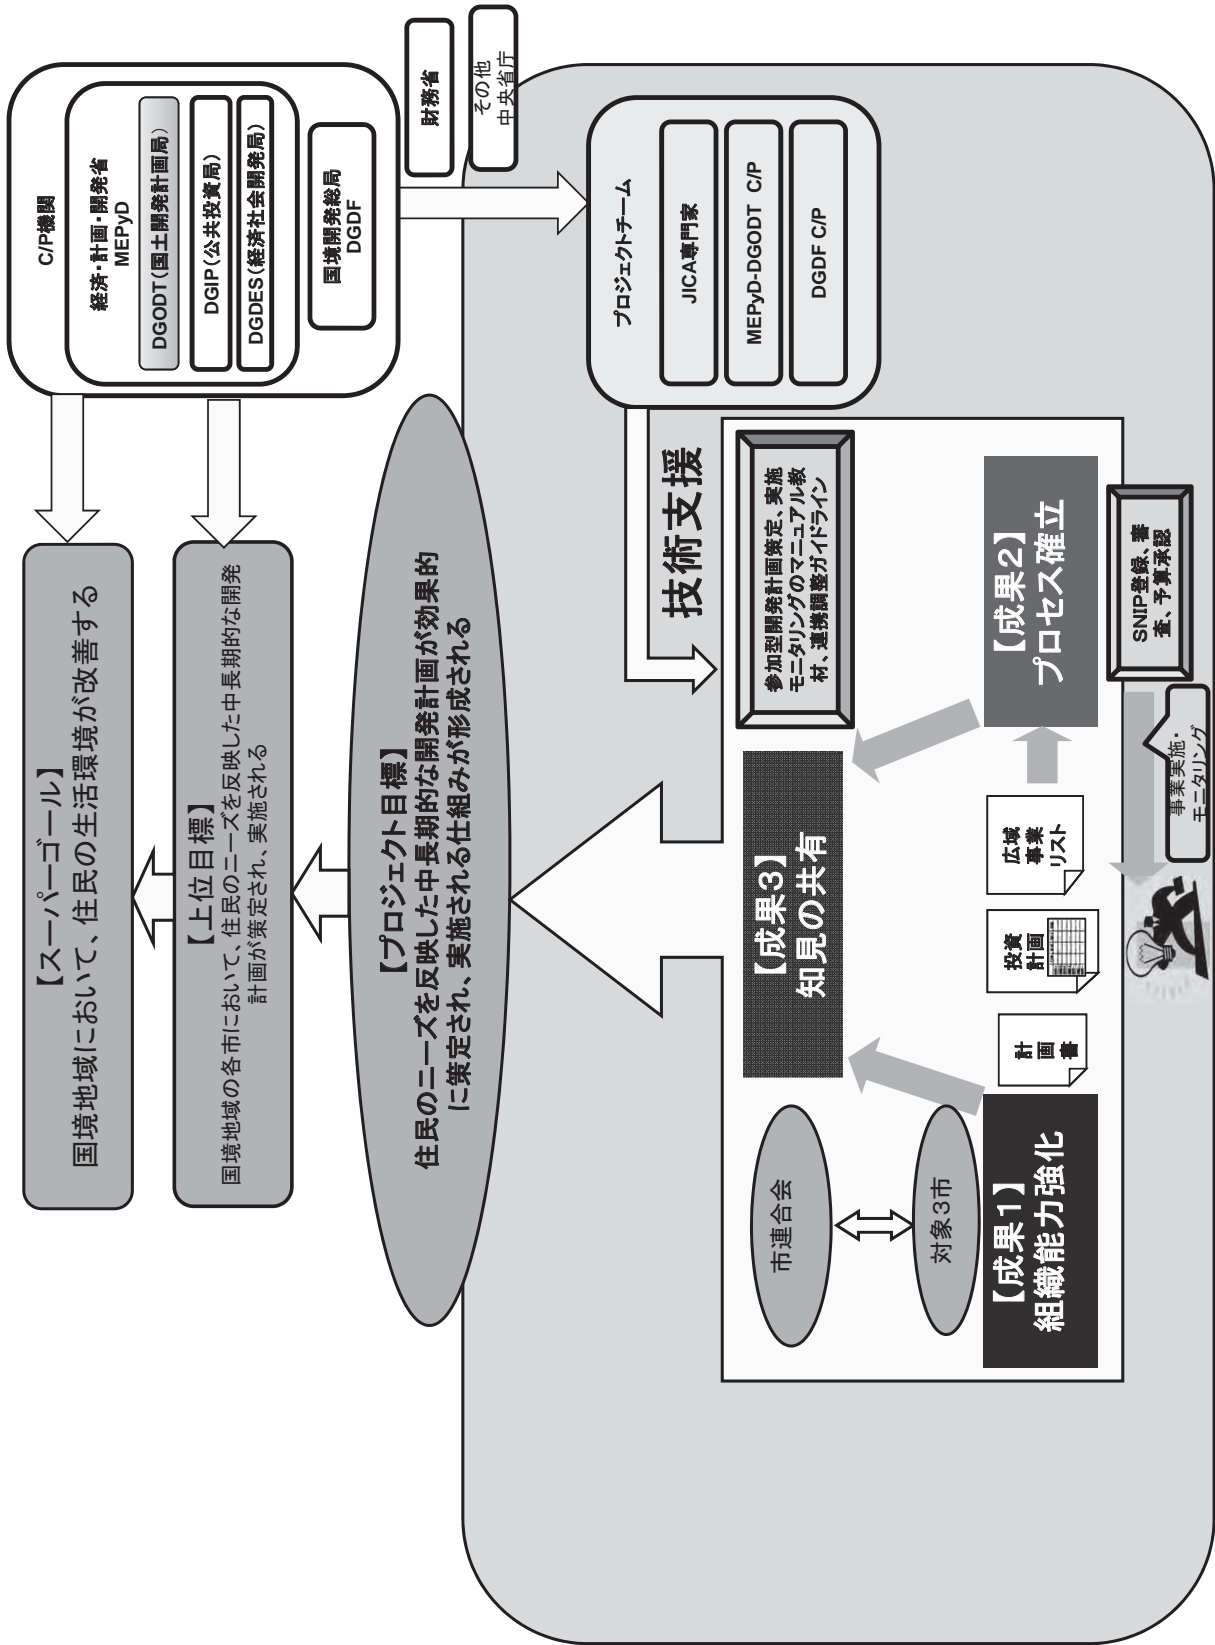 【スーパーゴール】
国境地域において、住民の生活環境が改善する
【上位目標】
国境地域の各市において、住民のニーズを反映した中長期的な開発
計画が策定され、実施される
【プロジェクト目標】
住民のニーズを反映した中長期的な開発計画が効果的
に策定され、実施される仕組みが形成される
C/P機関
経済・計画・開発省
MEPyD
DGODT(国土開発計画局)
DGIP(公共投資局)
DGDES(経済社会開発局)
国境開発総局
DGDF
財務省
その他
中央省庁
プロジェクトチーム
JICA専門家
MEPyD-DGODT C/P
DGDF C/P
技術支援
参加型開発計画策定、実施
モニタリングのマニュアル教
材、連携調整ガイドライン
【成果3】
知見の共有
市連合会
対象3市
【成果1】
組織能力強化
計
画
書
投資
計画
広域
事業
リスト
【成果2】
プロセス確立
SNIP登録、審
査、予算承認
事業実施・
モニタリング